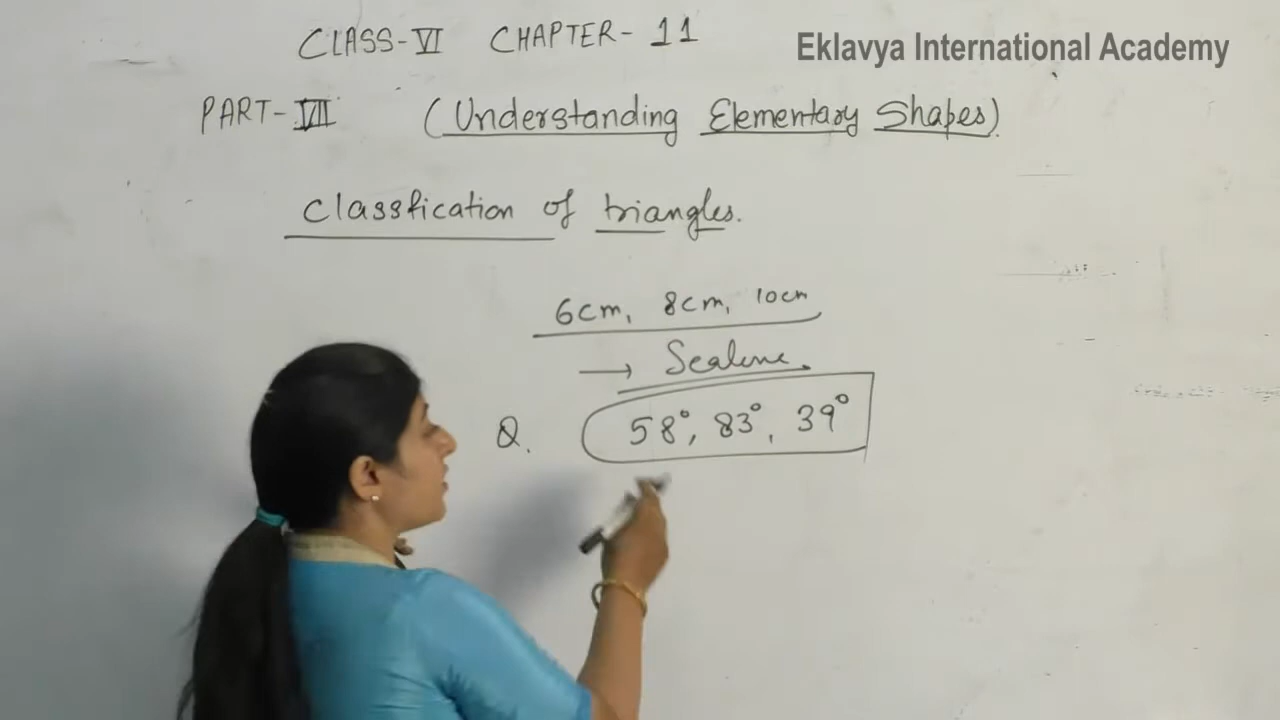 CLASS-VI CHAPTER-11
Eklavya International Academy
PART-VII (Understanding Elementary Shapes)
Classfication of triangles.
6cm, 8cm, 10cm
→ Scalene.
Q. 58°, 83°, 39°